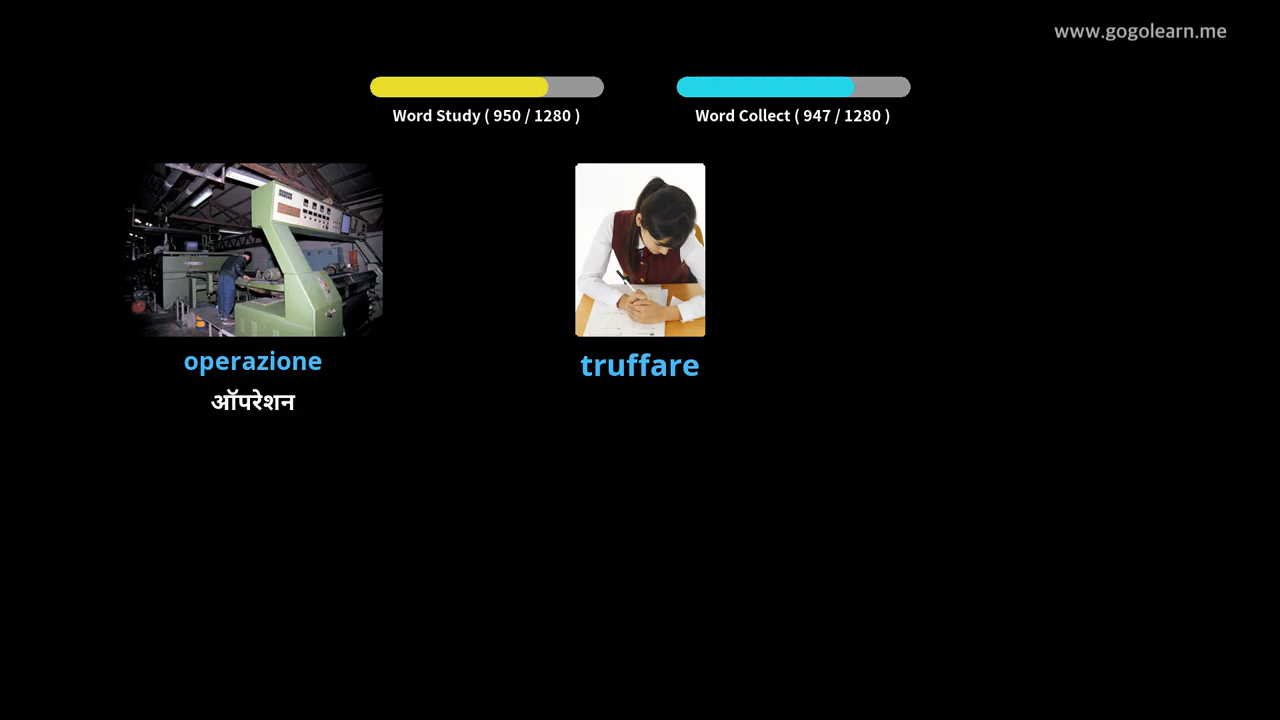 www.gogolearn.me
Word Study ( 950 / 1280 )
Word Collect ( 947 / 1280 )
operazione
ऑपरेशन
truffare